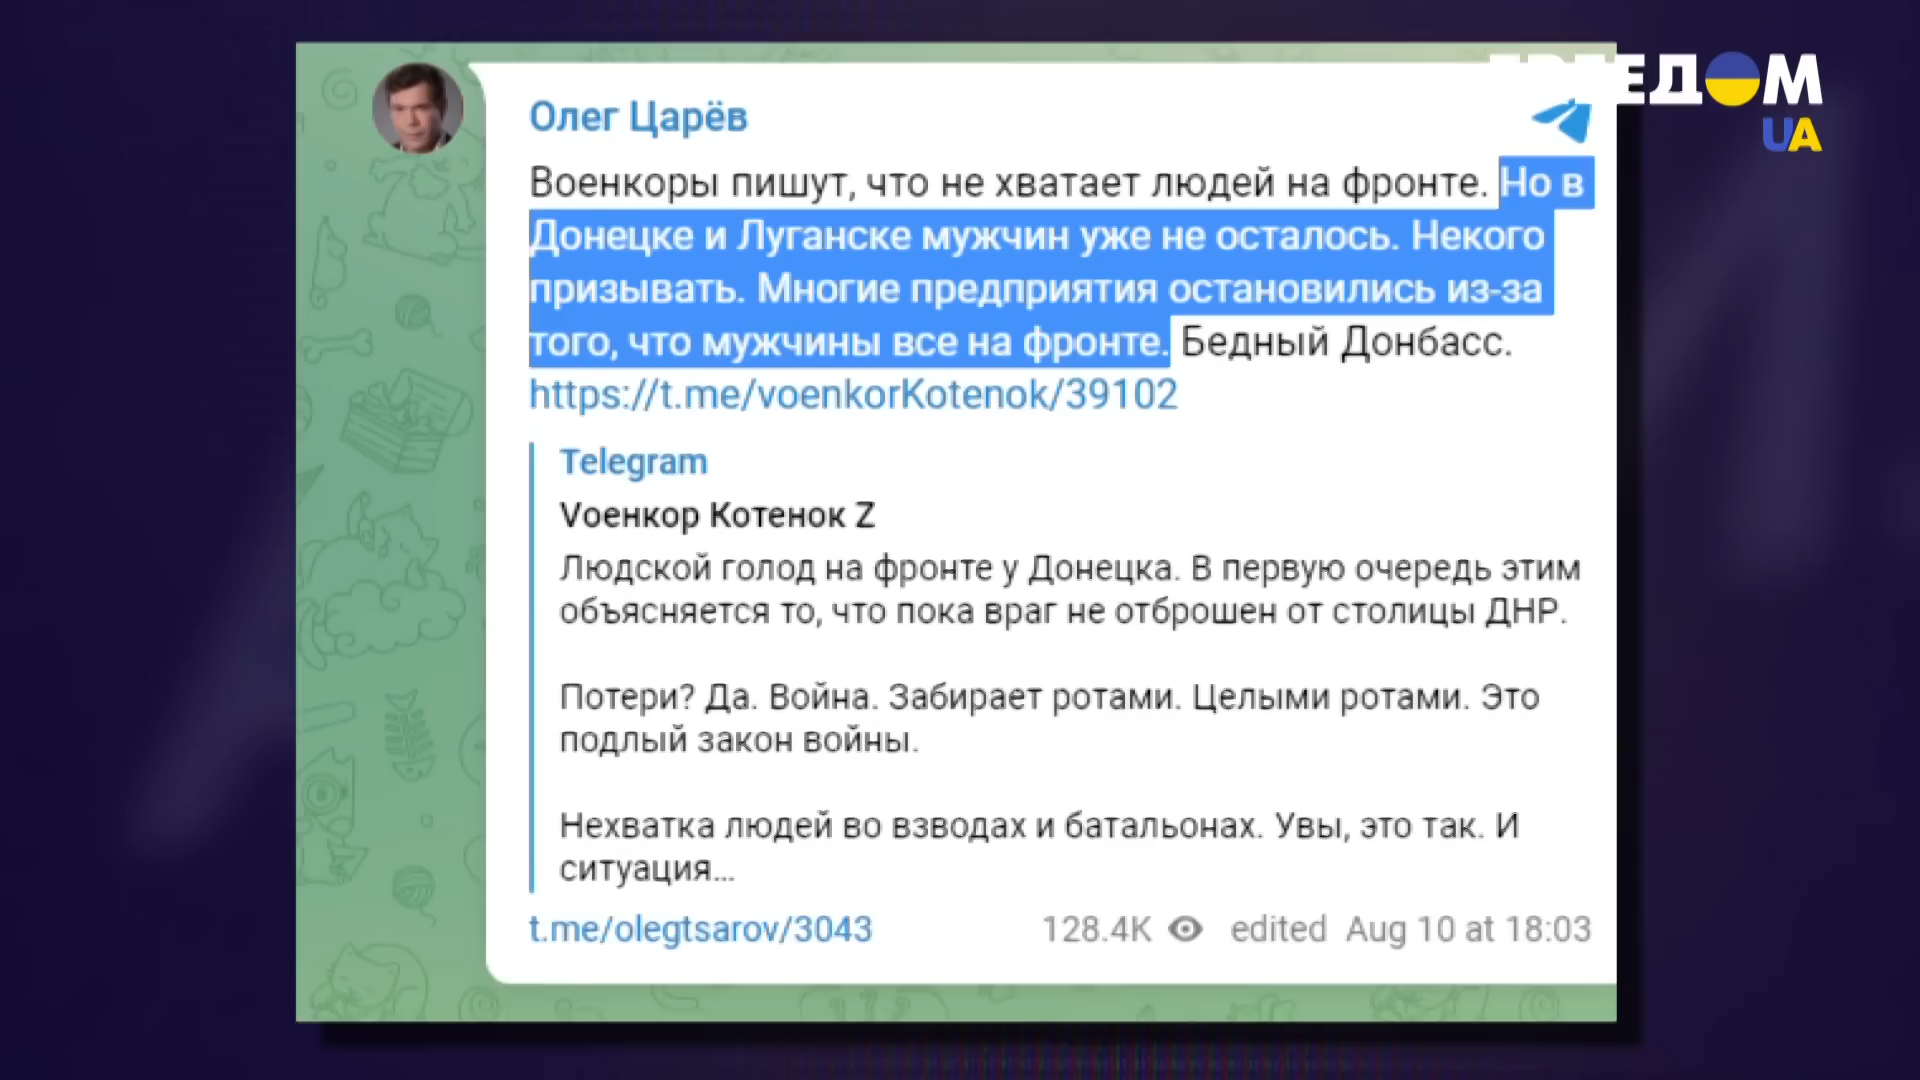 ЕДОМ
UA
Олег Царёв
Военкоры пишут, что не хватает людей на фронте. Но в
Донецке и Луганске мужчин уже не осталось. Некого
призывать. Многие предприятия остановились из-за
того, что мужчины все на фронте. Бедный Донбасс.
https://t.me/voenkorKotenok/39102
Telegram
Vоенкор Котенок Z
Людской голод на фронте у Донецка. В первую очередь этим
объясняется то, что пока враг не отброшен от столицы ДНР.
Потери? Да. Война. Забирает ротами. Целыми ротами. Это
подлый закон войны.
Нехватка людей во взводах и батальонах. Увы, это так. И
ситуация...
t.me/olegtsarov/3043 128.4K edited Aug 10 at 18:03